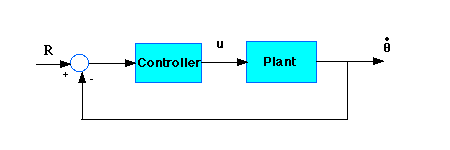 R
+
-
Controller
u
Plant
θ̇